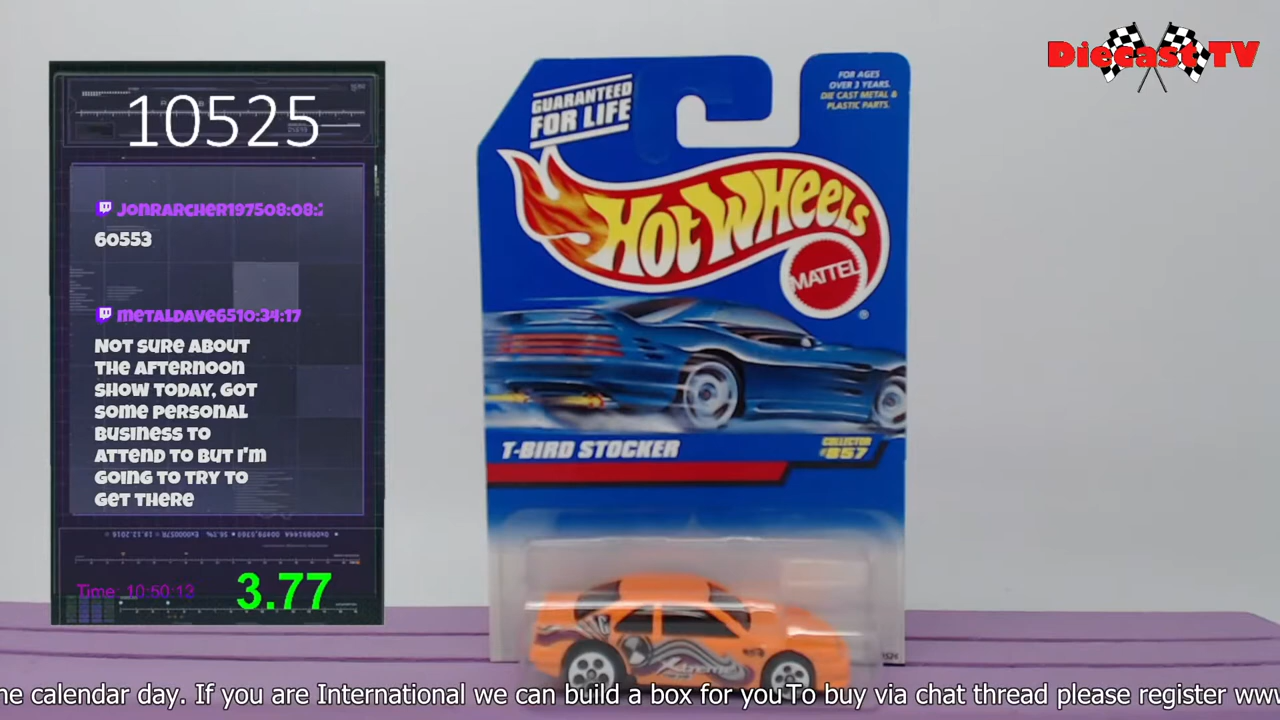 10525
JONRARCHER197508:08:
60553
METALDAVE6510:34:17
NOT SURE ABOUT
THE AFTERNOON
SHOW TODAY, GOT
SOME PERSONAL
BUSINESS TO
ATTEND TO BUT I'M
GOING TO TRY TO
GET THERE
Time: 10:50:13
3.77
Diecast TV
GUARANTEED
FOR LIFE
FOR AGES
OVER 3 YEARS.
DIE CAST METAL &
PLASTIC PARTS.
HOT WHEELS
MATTEL
®
T-BIRD STOCKER
COLLECTOR
#857
Xtreme
ne calendar day. If you are International we can build a box for you To buy via chat thread please register www